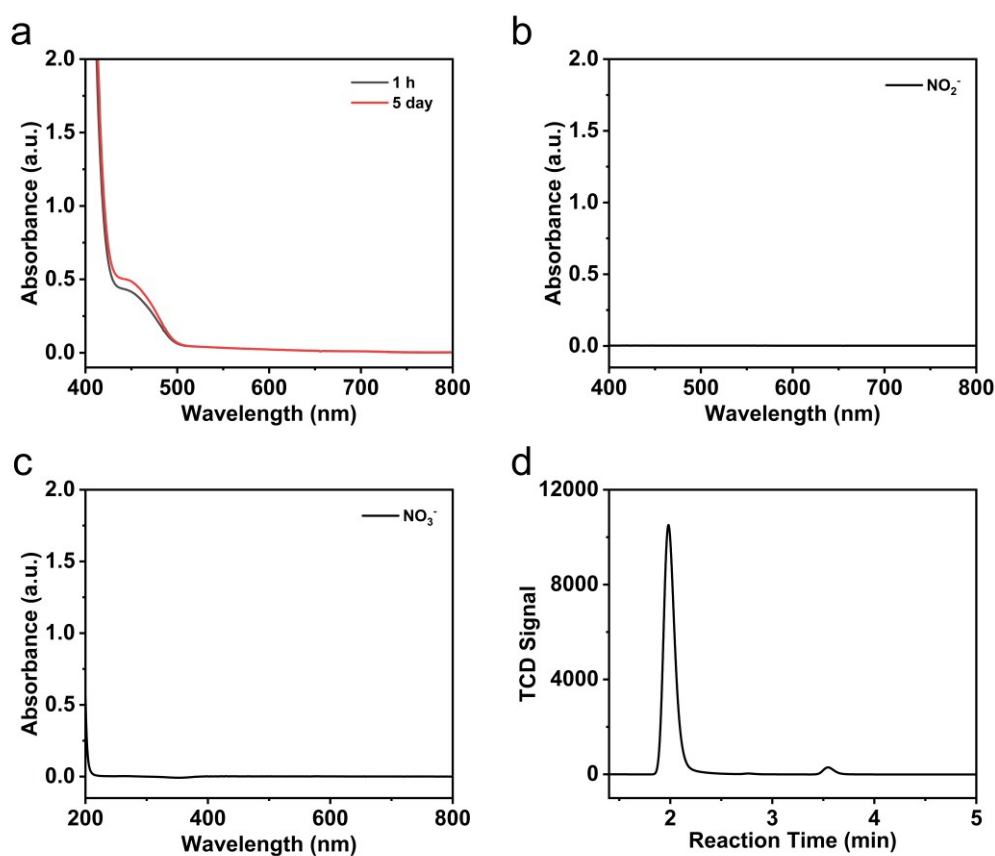 a
2.0
1.5
1.0
0.5
0.0
Absorbance (a.u.)
1 h
5 day
400 500 600 700 800
Wavelength (nm)
b
2.0
1.5
1.0
0.5
0.0
Absorbance (a.u.)
NO₂⁻
400 500 600 700 800
Wavelength (nm)
c
2.0
1.5
1.0
0.5
0.0
Absorbance (a.u.)
NO₃⁻
200 400 600 800
Wavelength (nm)
d
12000
8000
4000
0
TCD Signal
2 3 4 5
Reaction Time (min)